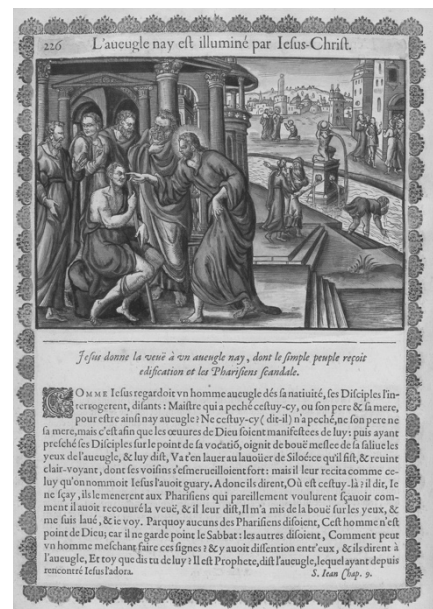 226 L'aueugle nay est illuminé par Iesus-Christ.
Jesus donne la veuë à vn aueugle nay, dont le simple peuple reçoit
edification et les Pharisiens scandale.
COMME Iesus regardoit vn homme aueugle dés sa natiuité, ses Disciples l'in-
terrogerent, disants: Maistre qui a peché cestuy-cy, ou son pere & sa mere,
pour estre ainsi nay aueugle? Ne cestuy-cy (dit-il) n'a peché, ne son pere ne
sa mere, mais c'est afin que les œuures de Dieu soient manifestées de luy: puis ayant
presché ses Disciples sur le point de sa vocatiõ, oignit de bouë meslee de sa saliue les
yeux de l'aueugle, & luy dist, Va t'en lauer au lauoüer de Siloé: ce qu'il fist, & reuint
clair-voyant, dont ses voisins s'esmerueilloient fort: mais il leur recita comme ce-
luy qu'on nommoit Iesus l'auoit guary. Adonc ils dirent, Où est cestuy-là? il dit, Ie
ne sçay, ils le menerent aux Pharisiens qui pareillement voulurent sçauoir com-
ment il auoit recouuré la veuë, & il leur dist, Il m'a mis de la bouë sur les yeux, &
me suis laué, & ie voy. Parquoy aucuns des Pharisiens disoient, Cest homme n'est
point de Dieu; car il ne garde point le Sabbat: les autres disoient, Comment peut
vn homme meschant faire ces signes? & y auoit dissention entr'eux, & ils dirent à
l'aueugle, Et toy que dis tu de luy? Il est Prophete, dist l'aueugle, lequel ayant depuis
rencontré Iesus l'adora. S. Iean Chap. 9.